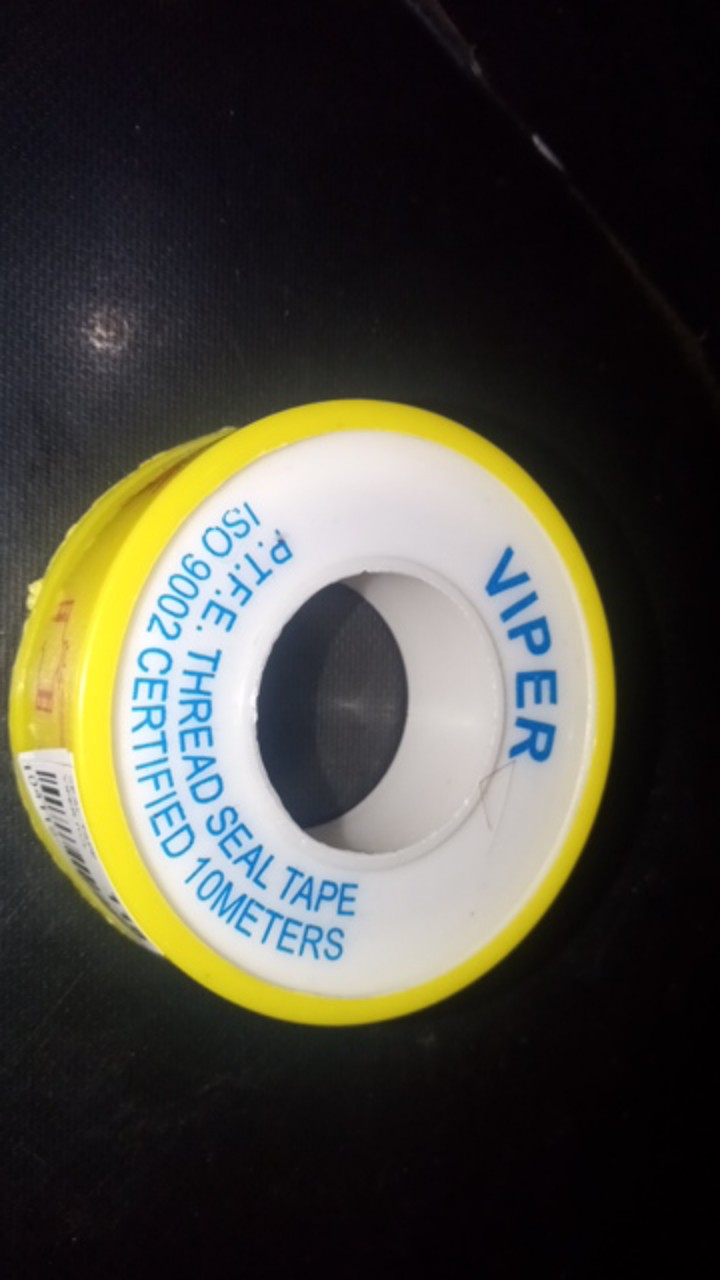 VIPER
P.T.F.E. THREAD SEAL TAPE
ISO 9002 CERTIFIED 10METERS